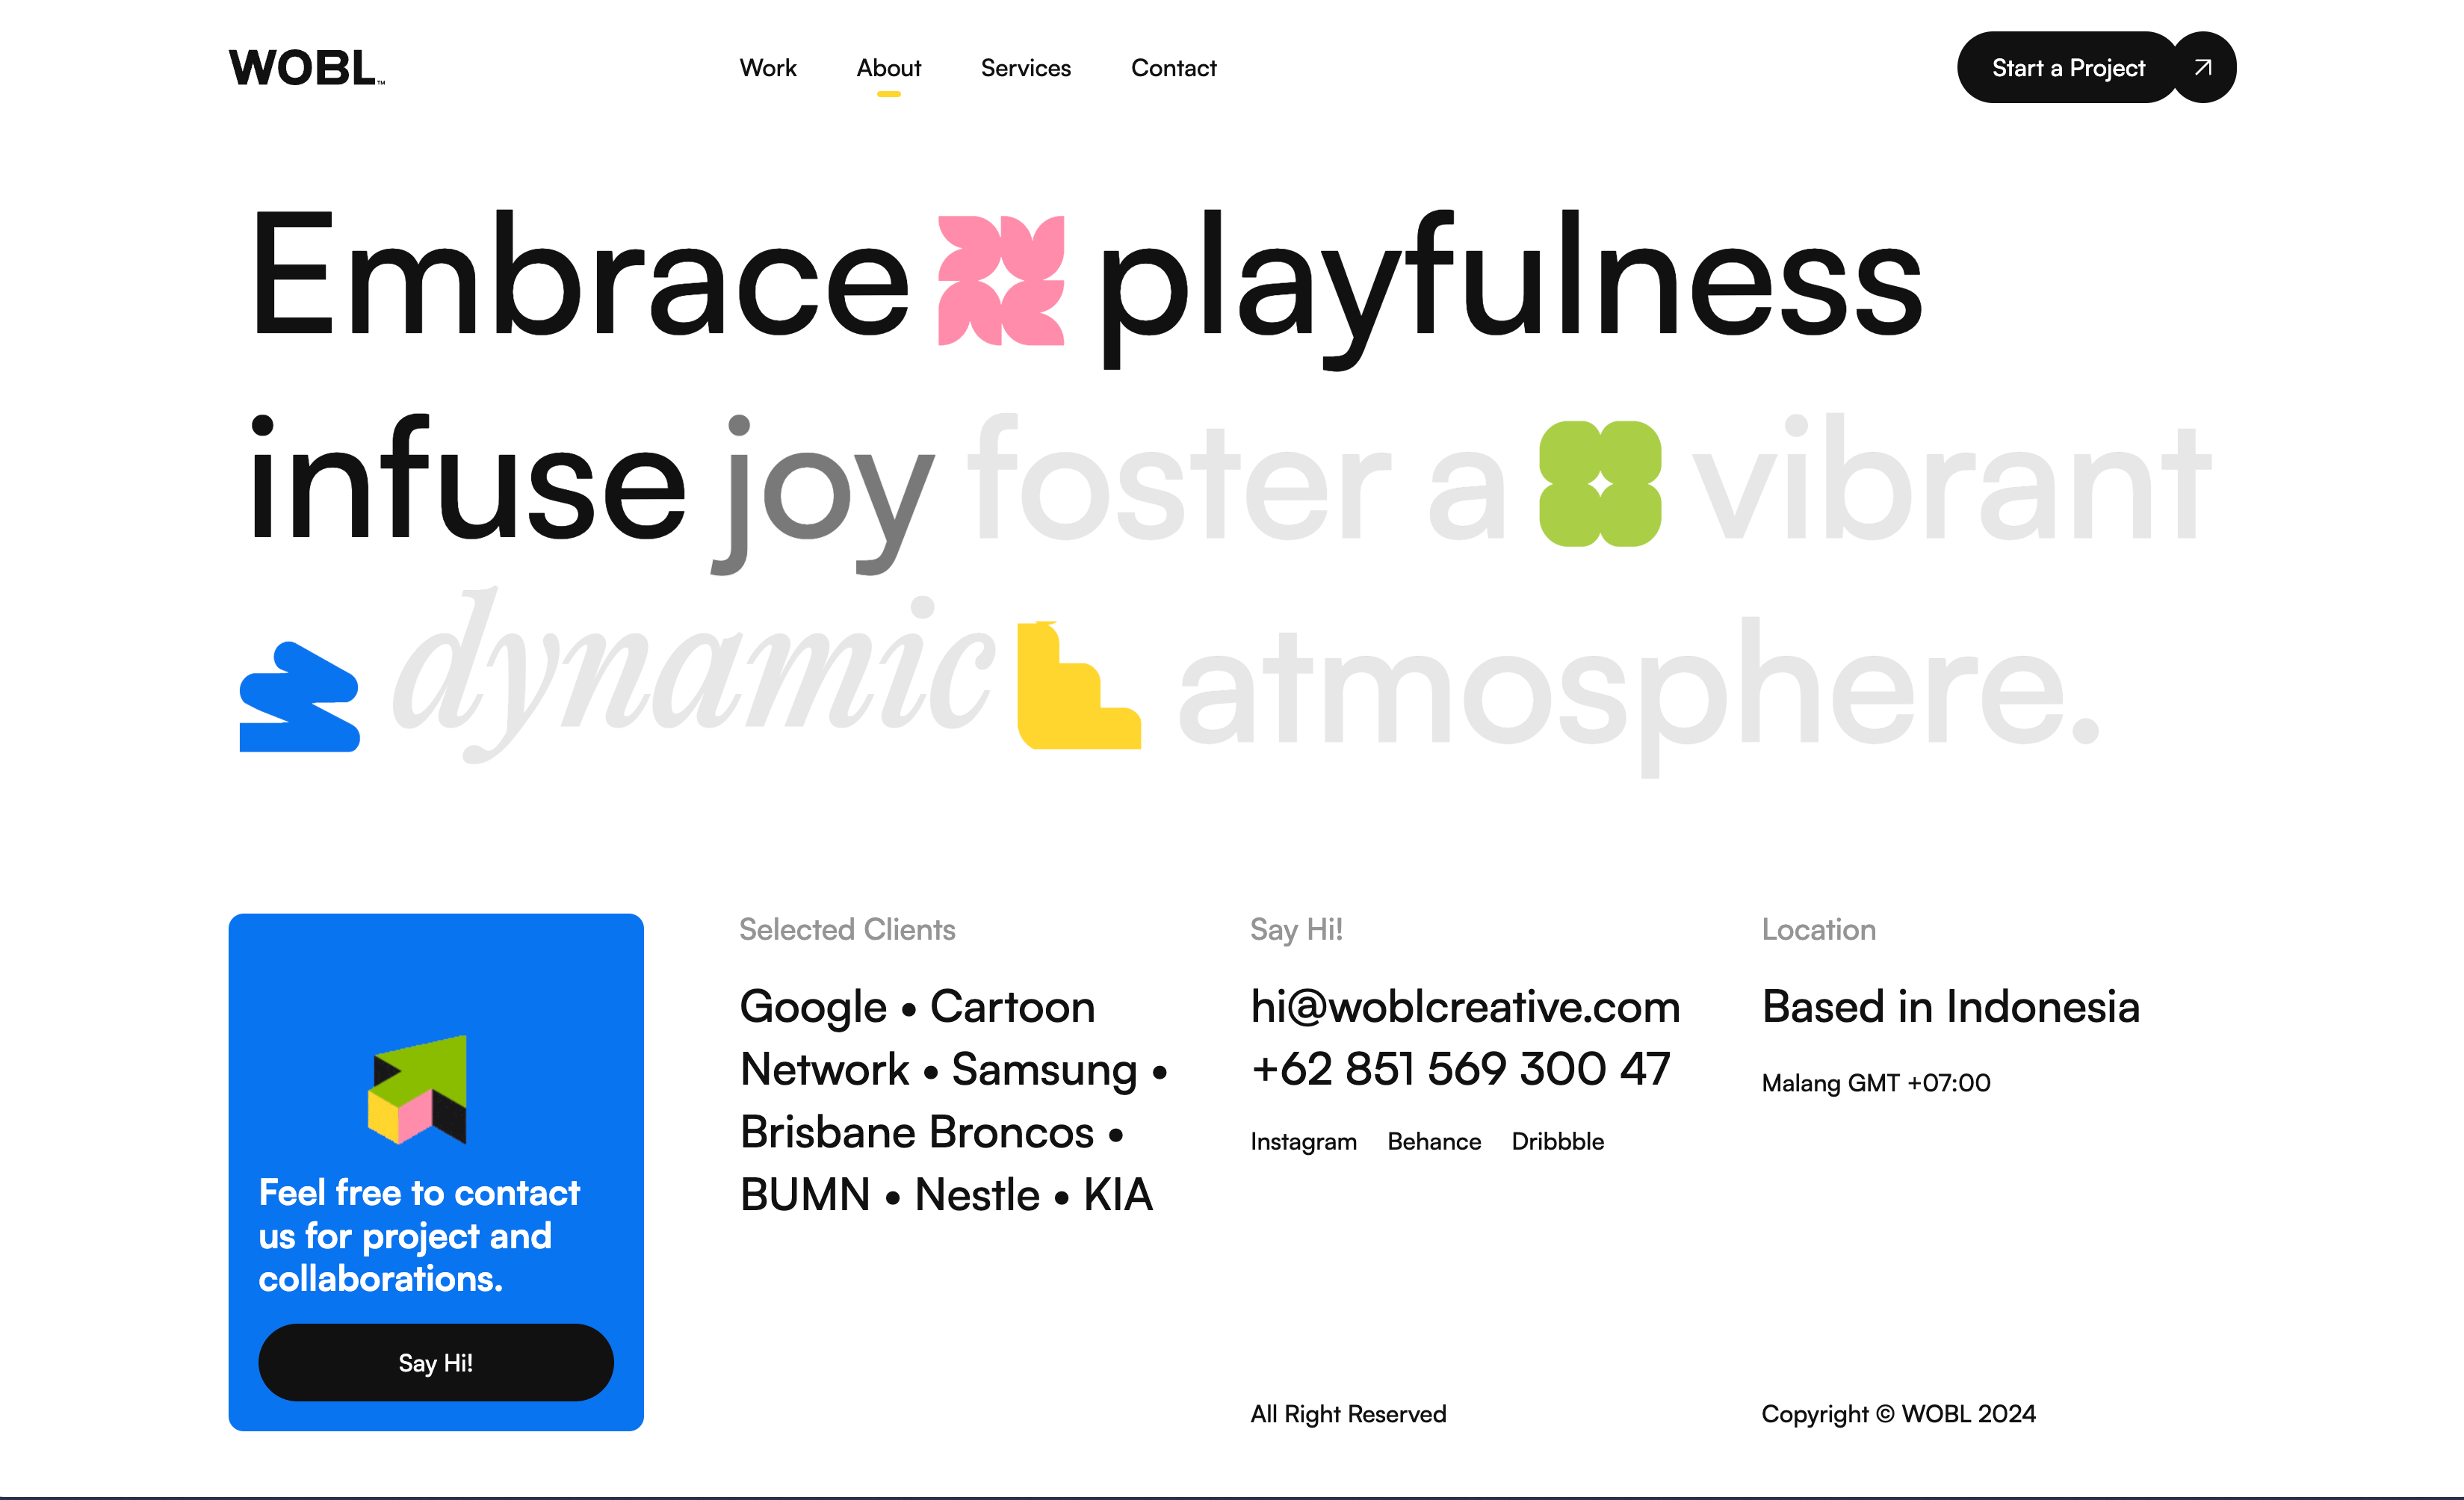 WOBL™
Work About Services Contact
Start a Project
Embrace playfulness
infuse joy foster a vibrant
dynamic atmosphere.
Feel free to contact
us for project and
collaborations.
Say Hi!
Selected Clients
Google • Cartoon
Network • Samsung •
Brisbane Broncos •
BUMN • Nestle • KIA
Say Hi!
hi@woblcreative.com
+62 851 569 300 47
Instagram Behance Dribbble
All Right Reserved
Location
Based in Indonesia
Malang GMT +07:00
Copyright © WOBL 2024